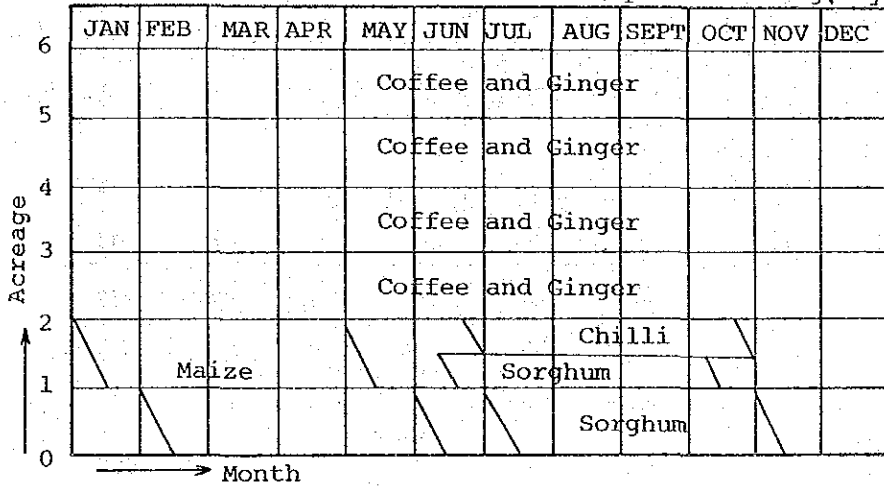 JAN FEB MAR APR MAY JUN JUL AUG SEPT OCT NOV DEC
6
Coffee and Ginger
5
Coffee and Ginger
4
Coffee and Ginger
3
Coffee and Ginger
2
Chilli
Maize
Sorghum
1
Sorghum
0
Acreage
Month